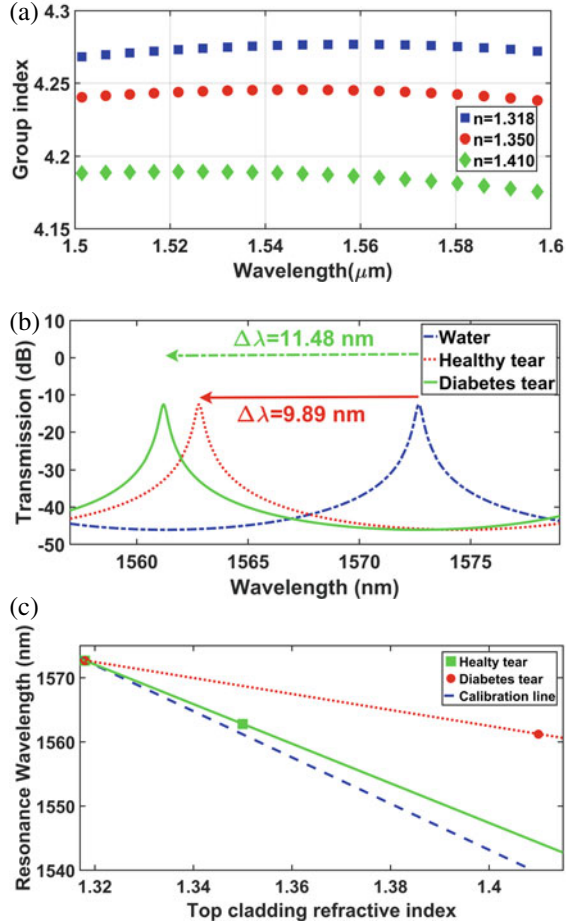 (a)
4.3
4.25
4.2
4.15
Group index
n=1.318
n=1.350
n=1.410
1.5
1.52
1.54
1.56
1.58
1.6
Wavelength(μm)
(b)
10
0
-10
-20
-30
-40
-50
Transmission (dB)
Δλ=11.48 nm
Δλ=9.89 nm
Water
Healthy tear
Diabetes tear
1560
1565
1570
1575
Wavelength (nm)
(c)
1570
1560
1550
1540
Resonance Wavelength (nm)
Healty tear
Diabetes tear
Calibration line
1.32
1.34
1.36
1.38
1.4
Top cladding refractive index